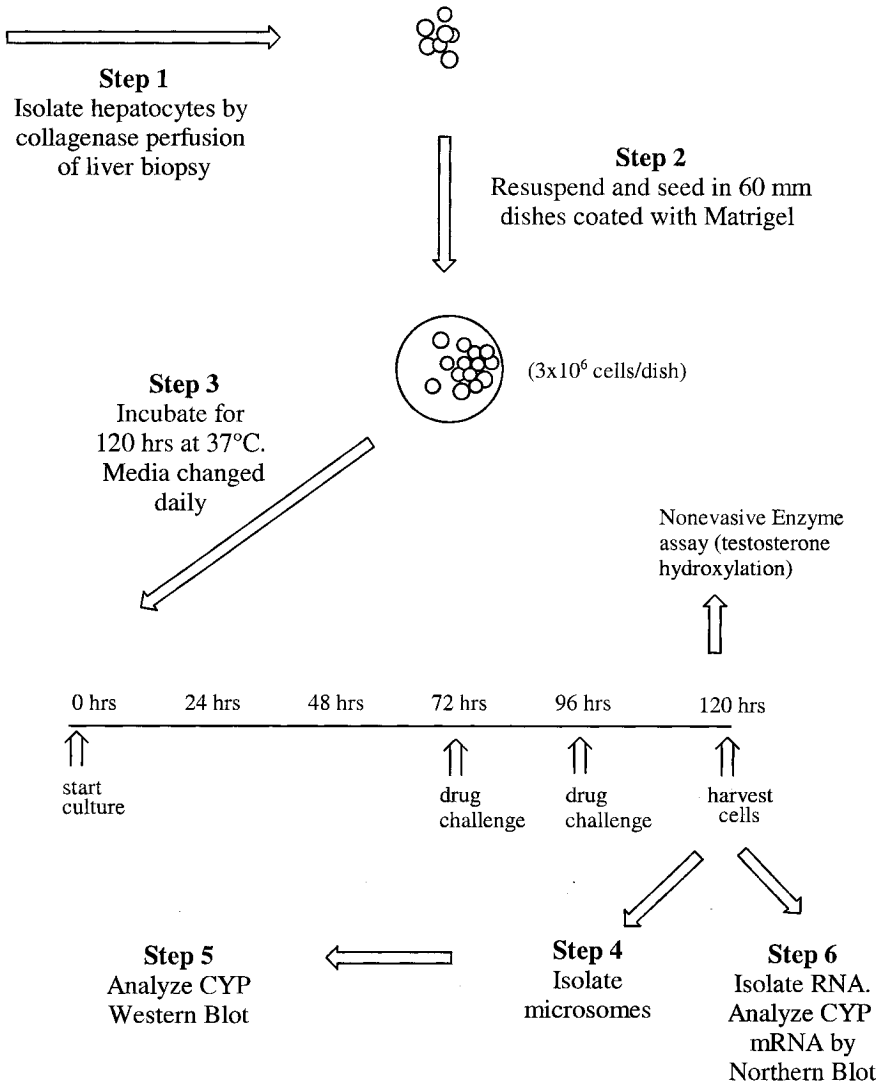 Step 1
Isolate hepatocytes by
collagenase perfusion
of liver biopsy
Step 2
Resuspend and seed in 60 mm
dishes coated with Matrigel
(3x10⁶ cells/dish)
Step 3
Incubate for
120 hrs at 37°C.
Media changed
daily
Nonevasive Enzyme
assay (testosterone
hydroxylation)
0 hrs 24 hrs 48 hrs 72 hrs 96 hrs 120 hrs
start
culture
drug
challenge
drug
challenge
harvest
cells
Step 5
Analyze CYP
Western Blot
Step 4
Isolate
microsomes
Step 6
Isolate RNA.
Analyze CYP
mRNA by
Northern Blot